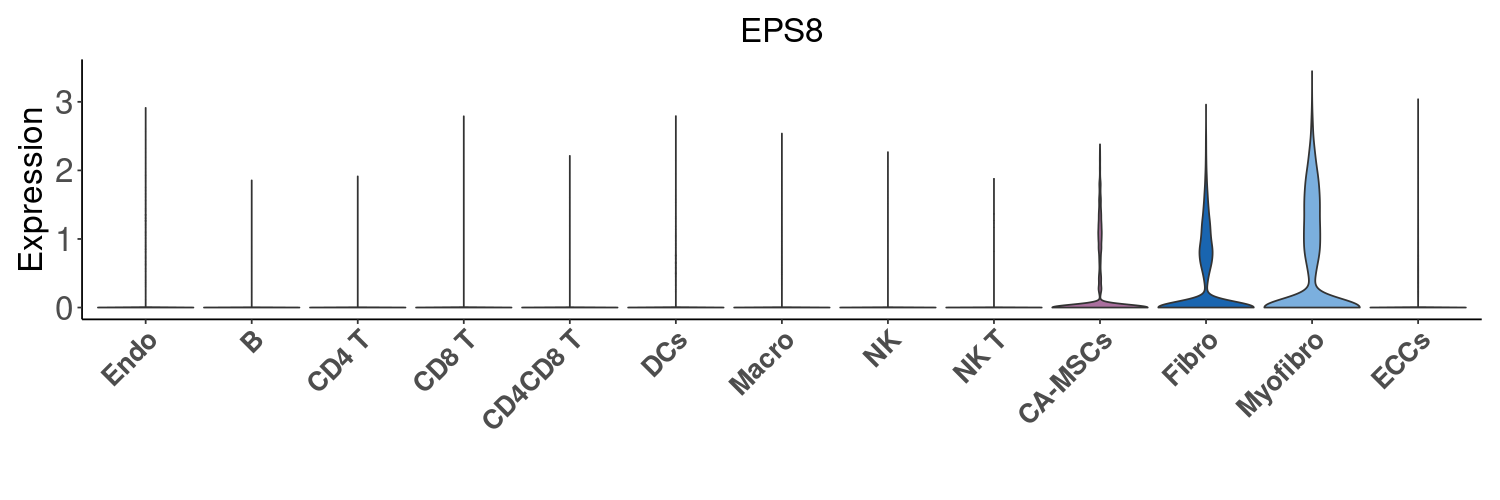 EPS8
Expression
3
2
1
0
Endo
B
CD4 T
CD8 T
CD4CD8 T
DCs
Macro
NK
NK T
CA-MSCs
Fibro
Myofibro
ECCs